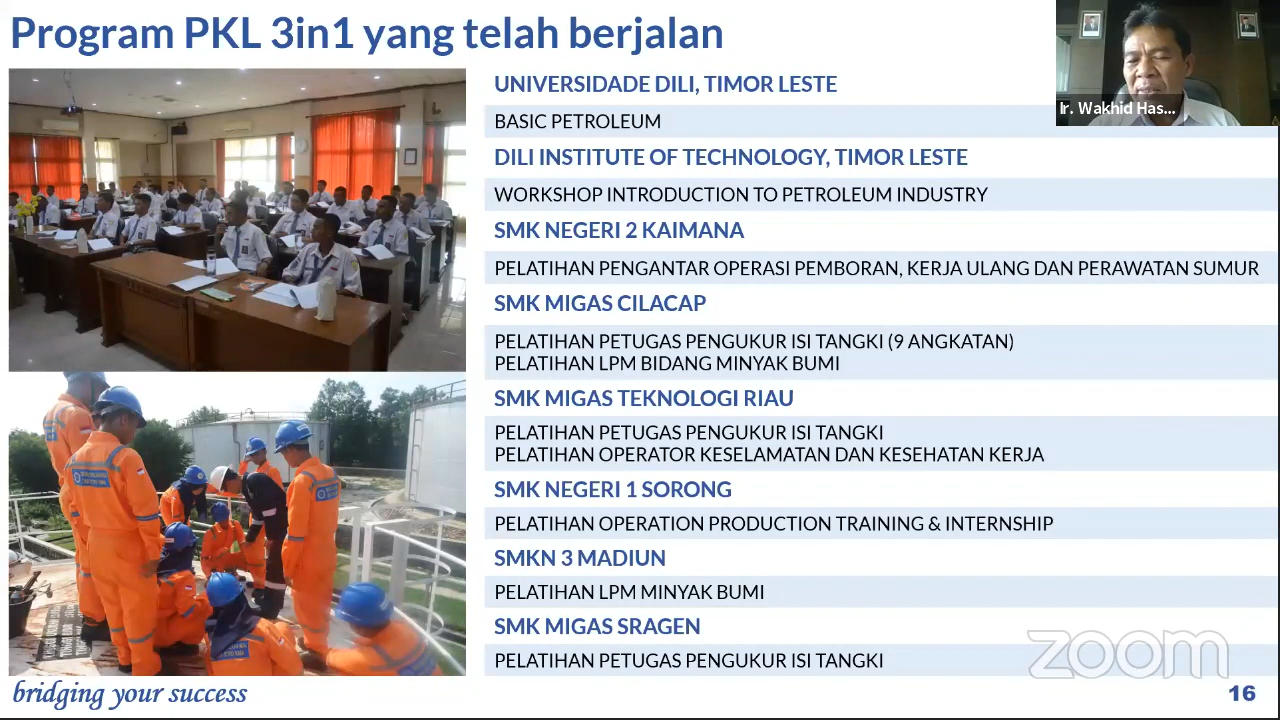 Program PKL 3in1 yang telah berjalan
Ir. Wakhid Has...
UNIVERSIDADE DILI, TIMOR LESTE
BASIC PETROLEUM
DILI INSTITUTE OF TECHNOLOGY, TIMOR LESTE
WORKSHOP INTRODUCTION TO PETROLEUM INDUSTRY
SMK NEGERI 2 KAIMANA
PELATIHAN PENGANTAR OPERASI PEMBORAN, KERJA ULANG DAN PERAWATAN SUMUR
SMK MIGAS CILACAP
PELATIHAN PETUGAS PENGUKUR ISI TANGKI (9 ANGKATAN)
PELATIHAN LPM BIDANG MINYAK BUMI
SMK MIGAS TEKNOLOGI RIAU
PELATIHAN PETUGAS PENGUKUR ISI TANGKI
PELATIHAN OPERATOR KESELAMATAN DAN KESEHATAN KERJA
SMK NEGERI 1 SORONG
PELATIHAN OPERATION PRODUCTION TRAINING & INTERNSHIP
SMKN 3 MADIUN
PELATIHAN LPM MINYAK BUMI
SMK MIGAS SRAGEN
PELATIHAN PETUGAS PENGUKUR ISI TANGKI
zoom
bridging your success
16